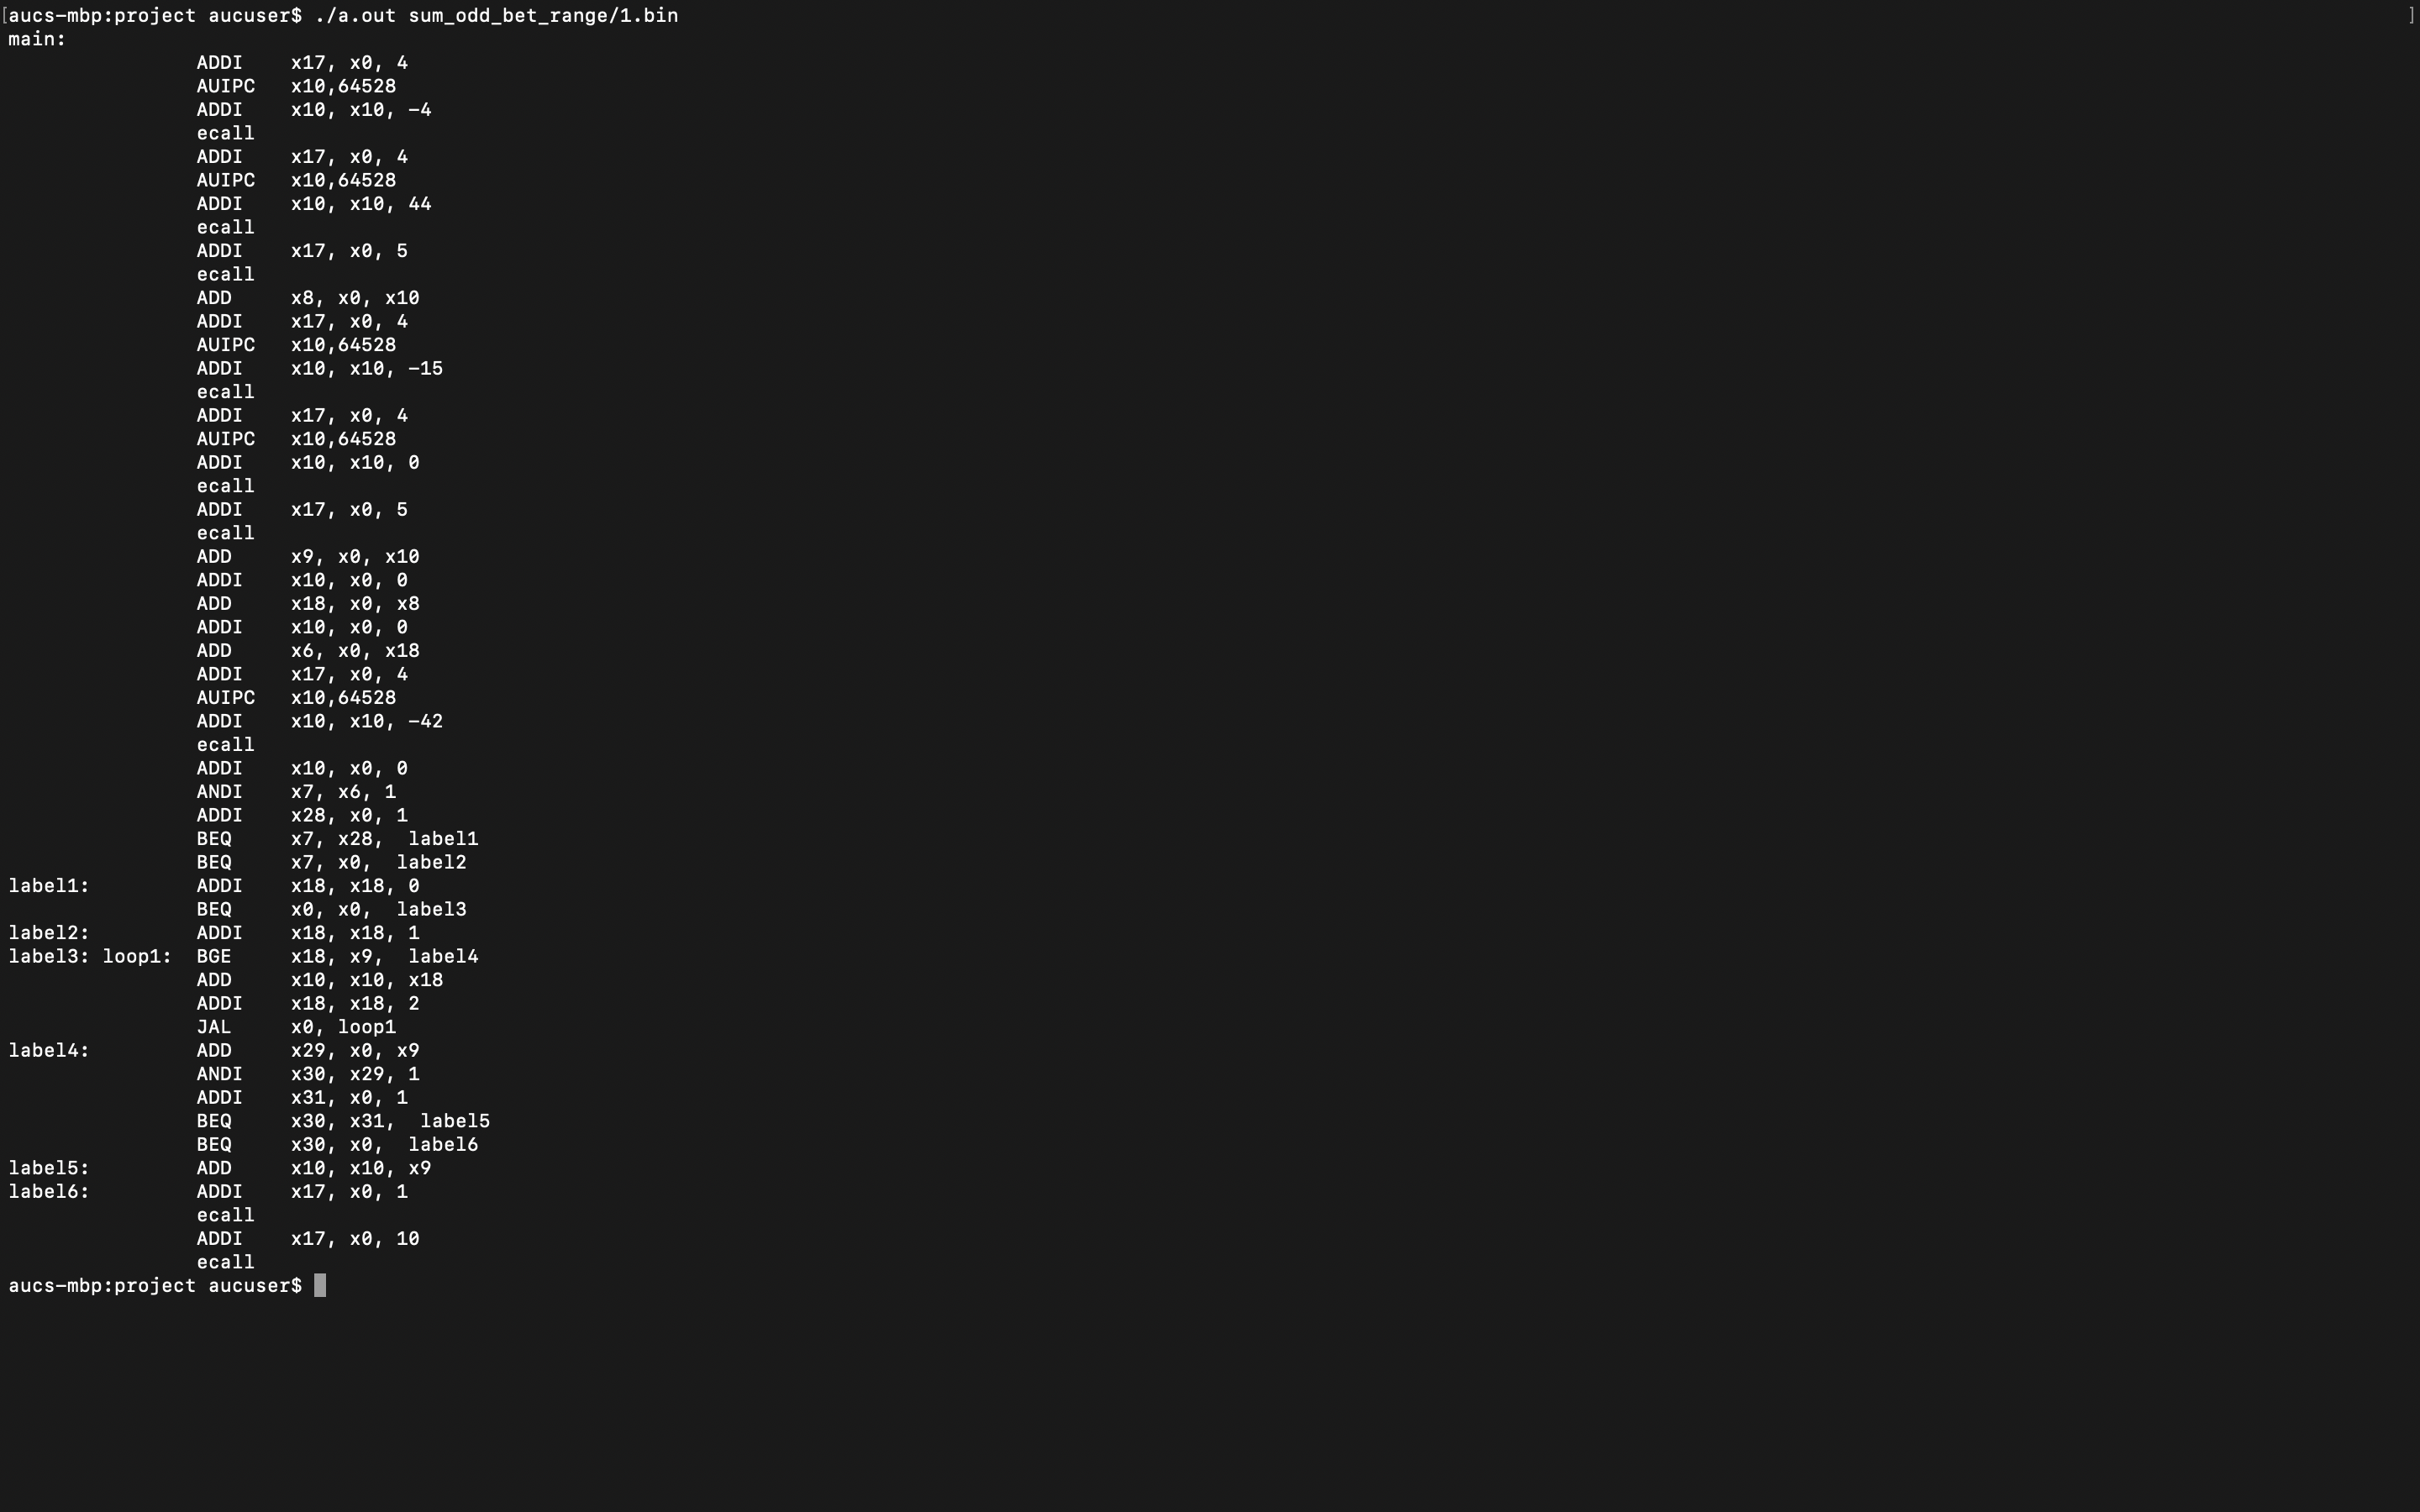 [aucs-mbp:project aucuser$ ./a.out sum_odd_bet_range/1.bin ]
main:
ADDI x17, x0, 4
AUIPC x10,64528
ADDI x10, x10, -4
ecall
ADDI x17, x0, 4
AUIPC x10,64528
ADDI x10, x10, 44
ecall
ADDI x17, x0, 5
ecall
ADD x8, x0, x10
ADDI x17, x0, 4
AUIPC x10,64528
ADDI x10, x10, -15
ecall
ADDI x17, x0, 4
AUIPC x10,64528
ADDI x10, x10, 0
ecall
ADDI x17, x0, 5
ecall
ADD x9, x0, x10
ADDI x10, x0, 0
ADD x18, x0, x8
ADDI x10, x0, 0
ADD x6, x0, x18
ADDI x17, x0, 4
AUIPC x10,64528
ADDI x10, x10, -42
ecall
ADDI x10, x0, 0
ANDI x7, x6, 1
ADDI x28, x0, 1
BEQ x7, x28, label1
BEQ x7, x0, label2
label1: ADDI x18, x18, 0
BEQ x0, x0, label3
label2: ADDI x18, x18, 1
label3: loop1: BGE x18, x9, label4
ADD x10, x10, x18
ADDI x18, x18, 2
JAL x0, loop1
label4: ADD x29, x0, x9
ANDI x30, x29, 1
ADDI x31, x0, 1
BEQ x30, x31, label5
BEQ x30, x0, label6
label5: ADD x10, x10, x9
label6: ADDI x17, x0, 1
ecall
ADDI x17, x0, 10
ecall
aucs-mbp:project aucuser$